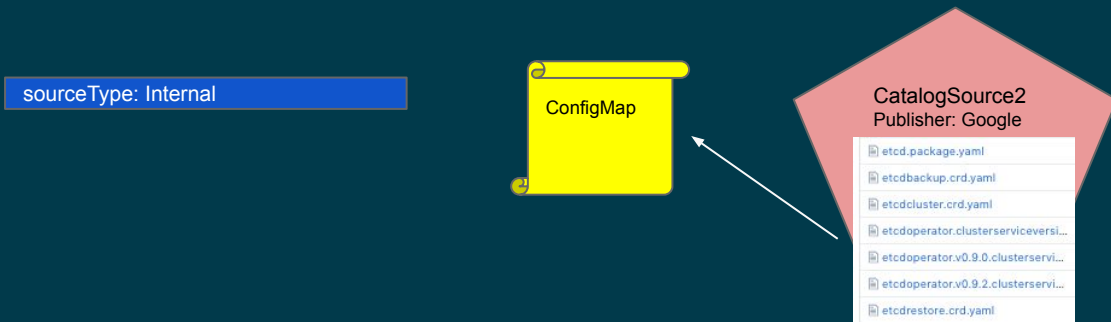 sourceType: Internal
ConfigMap
CatalogSource2
Publisher: Google
etcd.package.yaml
etcdbackup.crd.yaml
etcdcluster.crd.yaml
etcdoperator.clusterserviceversi...
etcdoperator.v0.9.0.clusterservi...
etcdoperator.v0.9.2.clusterservi...
etcdrestore.crd.yaml